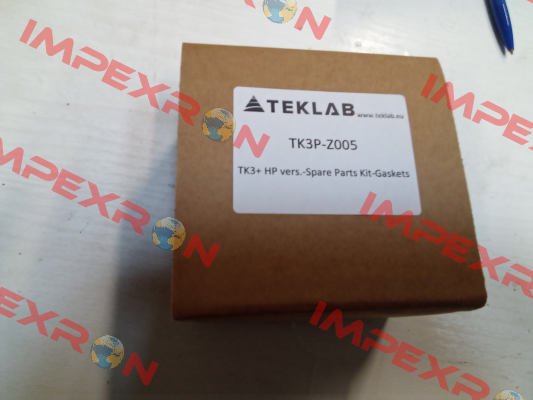 TEKLAB www.teklab.eu
TK3P-Z005
TK3+ HP vers.-Spare Parts Kit-Gaskets
IMPEXRON
IMPEXRON
IMPEXRON
IMPEXRON
IMPEXRON